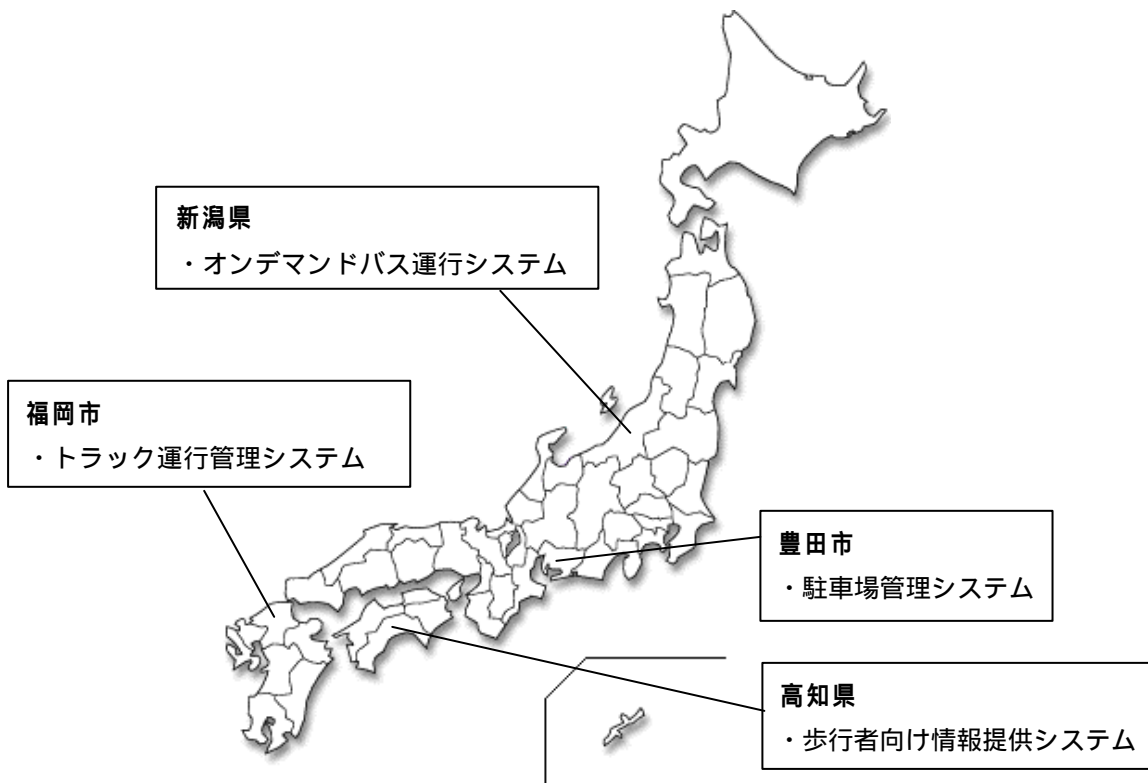 新潟県
・オンデマンドバス運行システム
福岡市
・トラック運行管理システム
豊田市
・駐車場管理システム
高知県
・歩行者向け情報提供システム